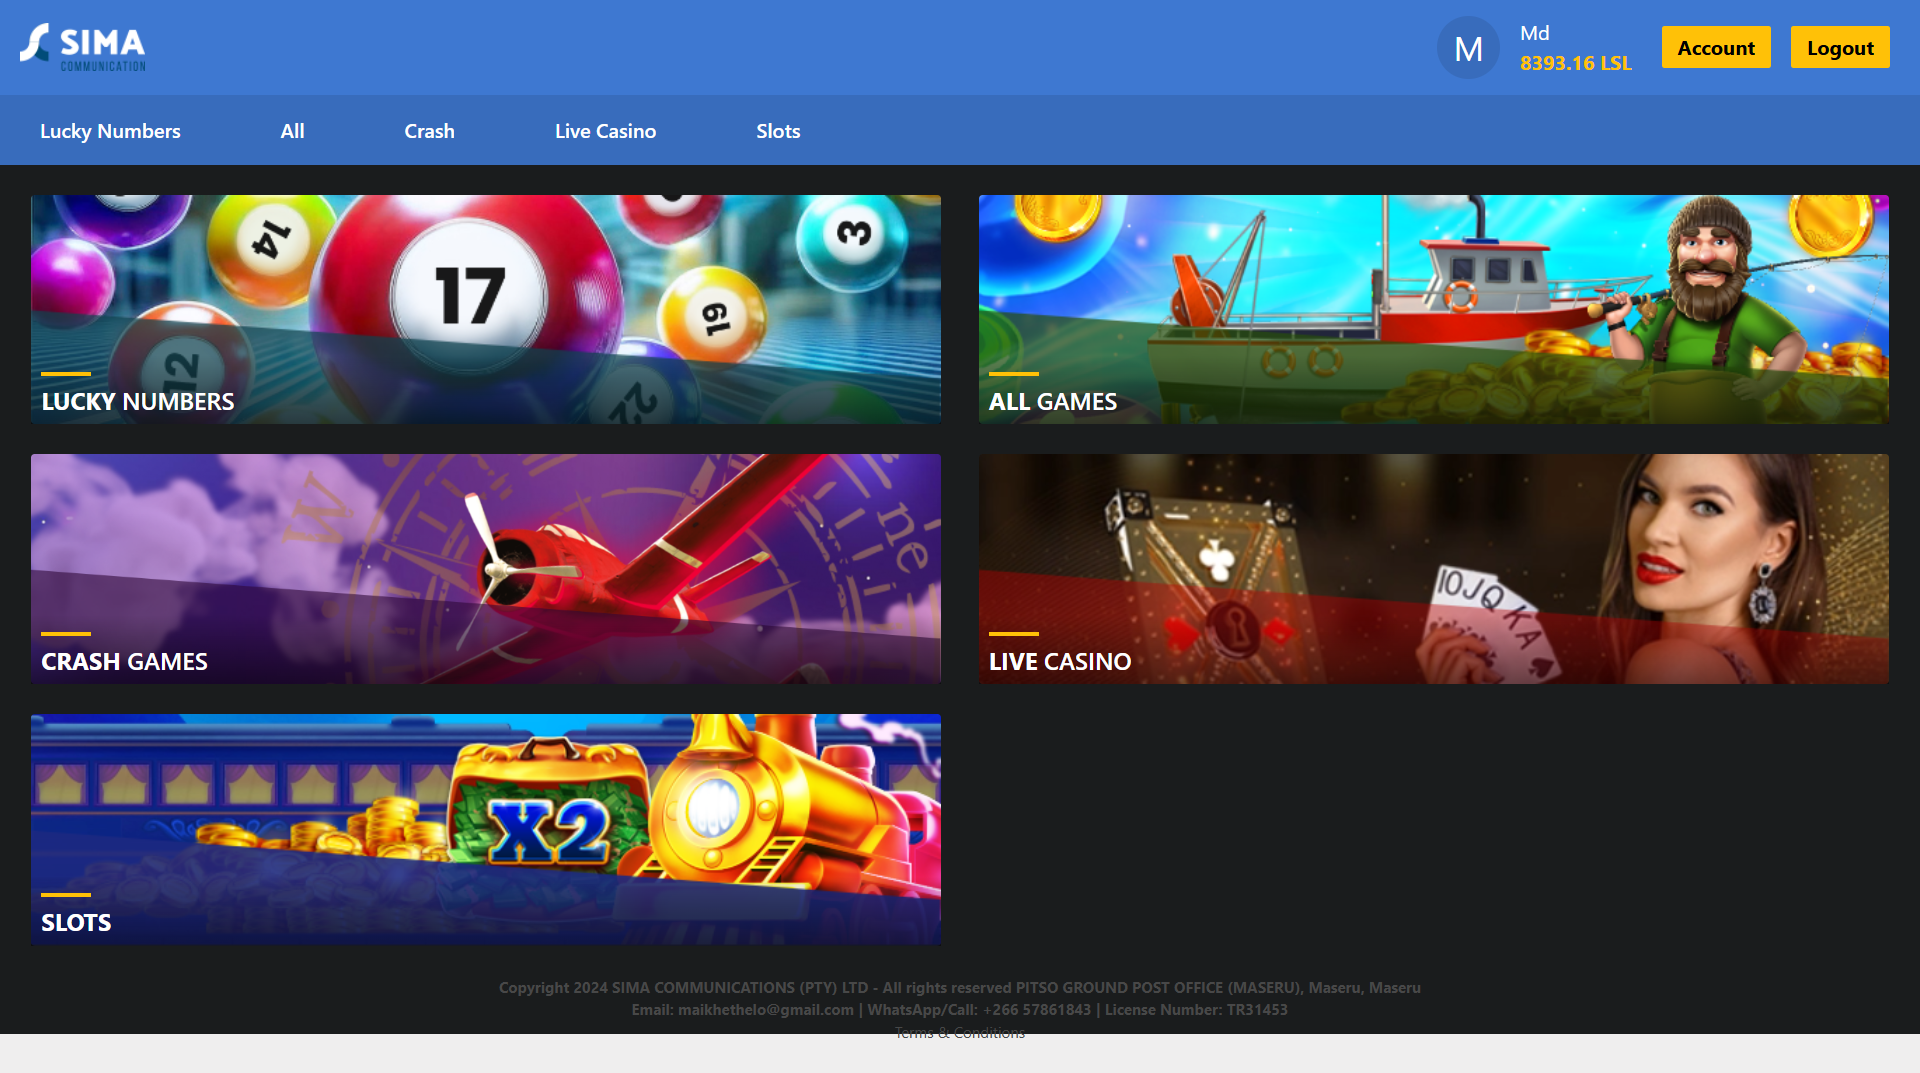 SIMA
COMMUNICATION
M
Md
8393.16 LSL
Account
Logout
Lucky Numbers
All
Crash
Live Casino
Slots
14
17
3
19
12
22
LUCKY NUMBERS
ALL GAMES
W
ne
CRASH GAMES
10 J Q K A
LIVE CASINO
X2
SLOTS
Copyright 2024 SIMA COMMUNICATIONS (PTY) LTD - All rights reserved PITSO GROUND POST OFFICE (MASERU), Maseru, Maseru
Email: maikhethelo@gmail.com | WhatsApp/Call: +266 57861843 | License Number: TR31453
Terms & Conditions